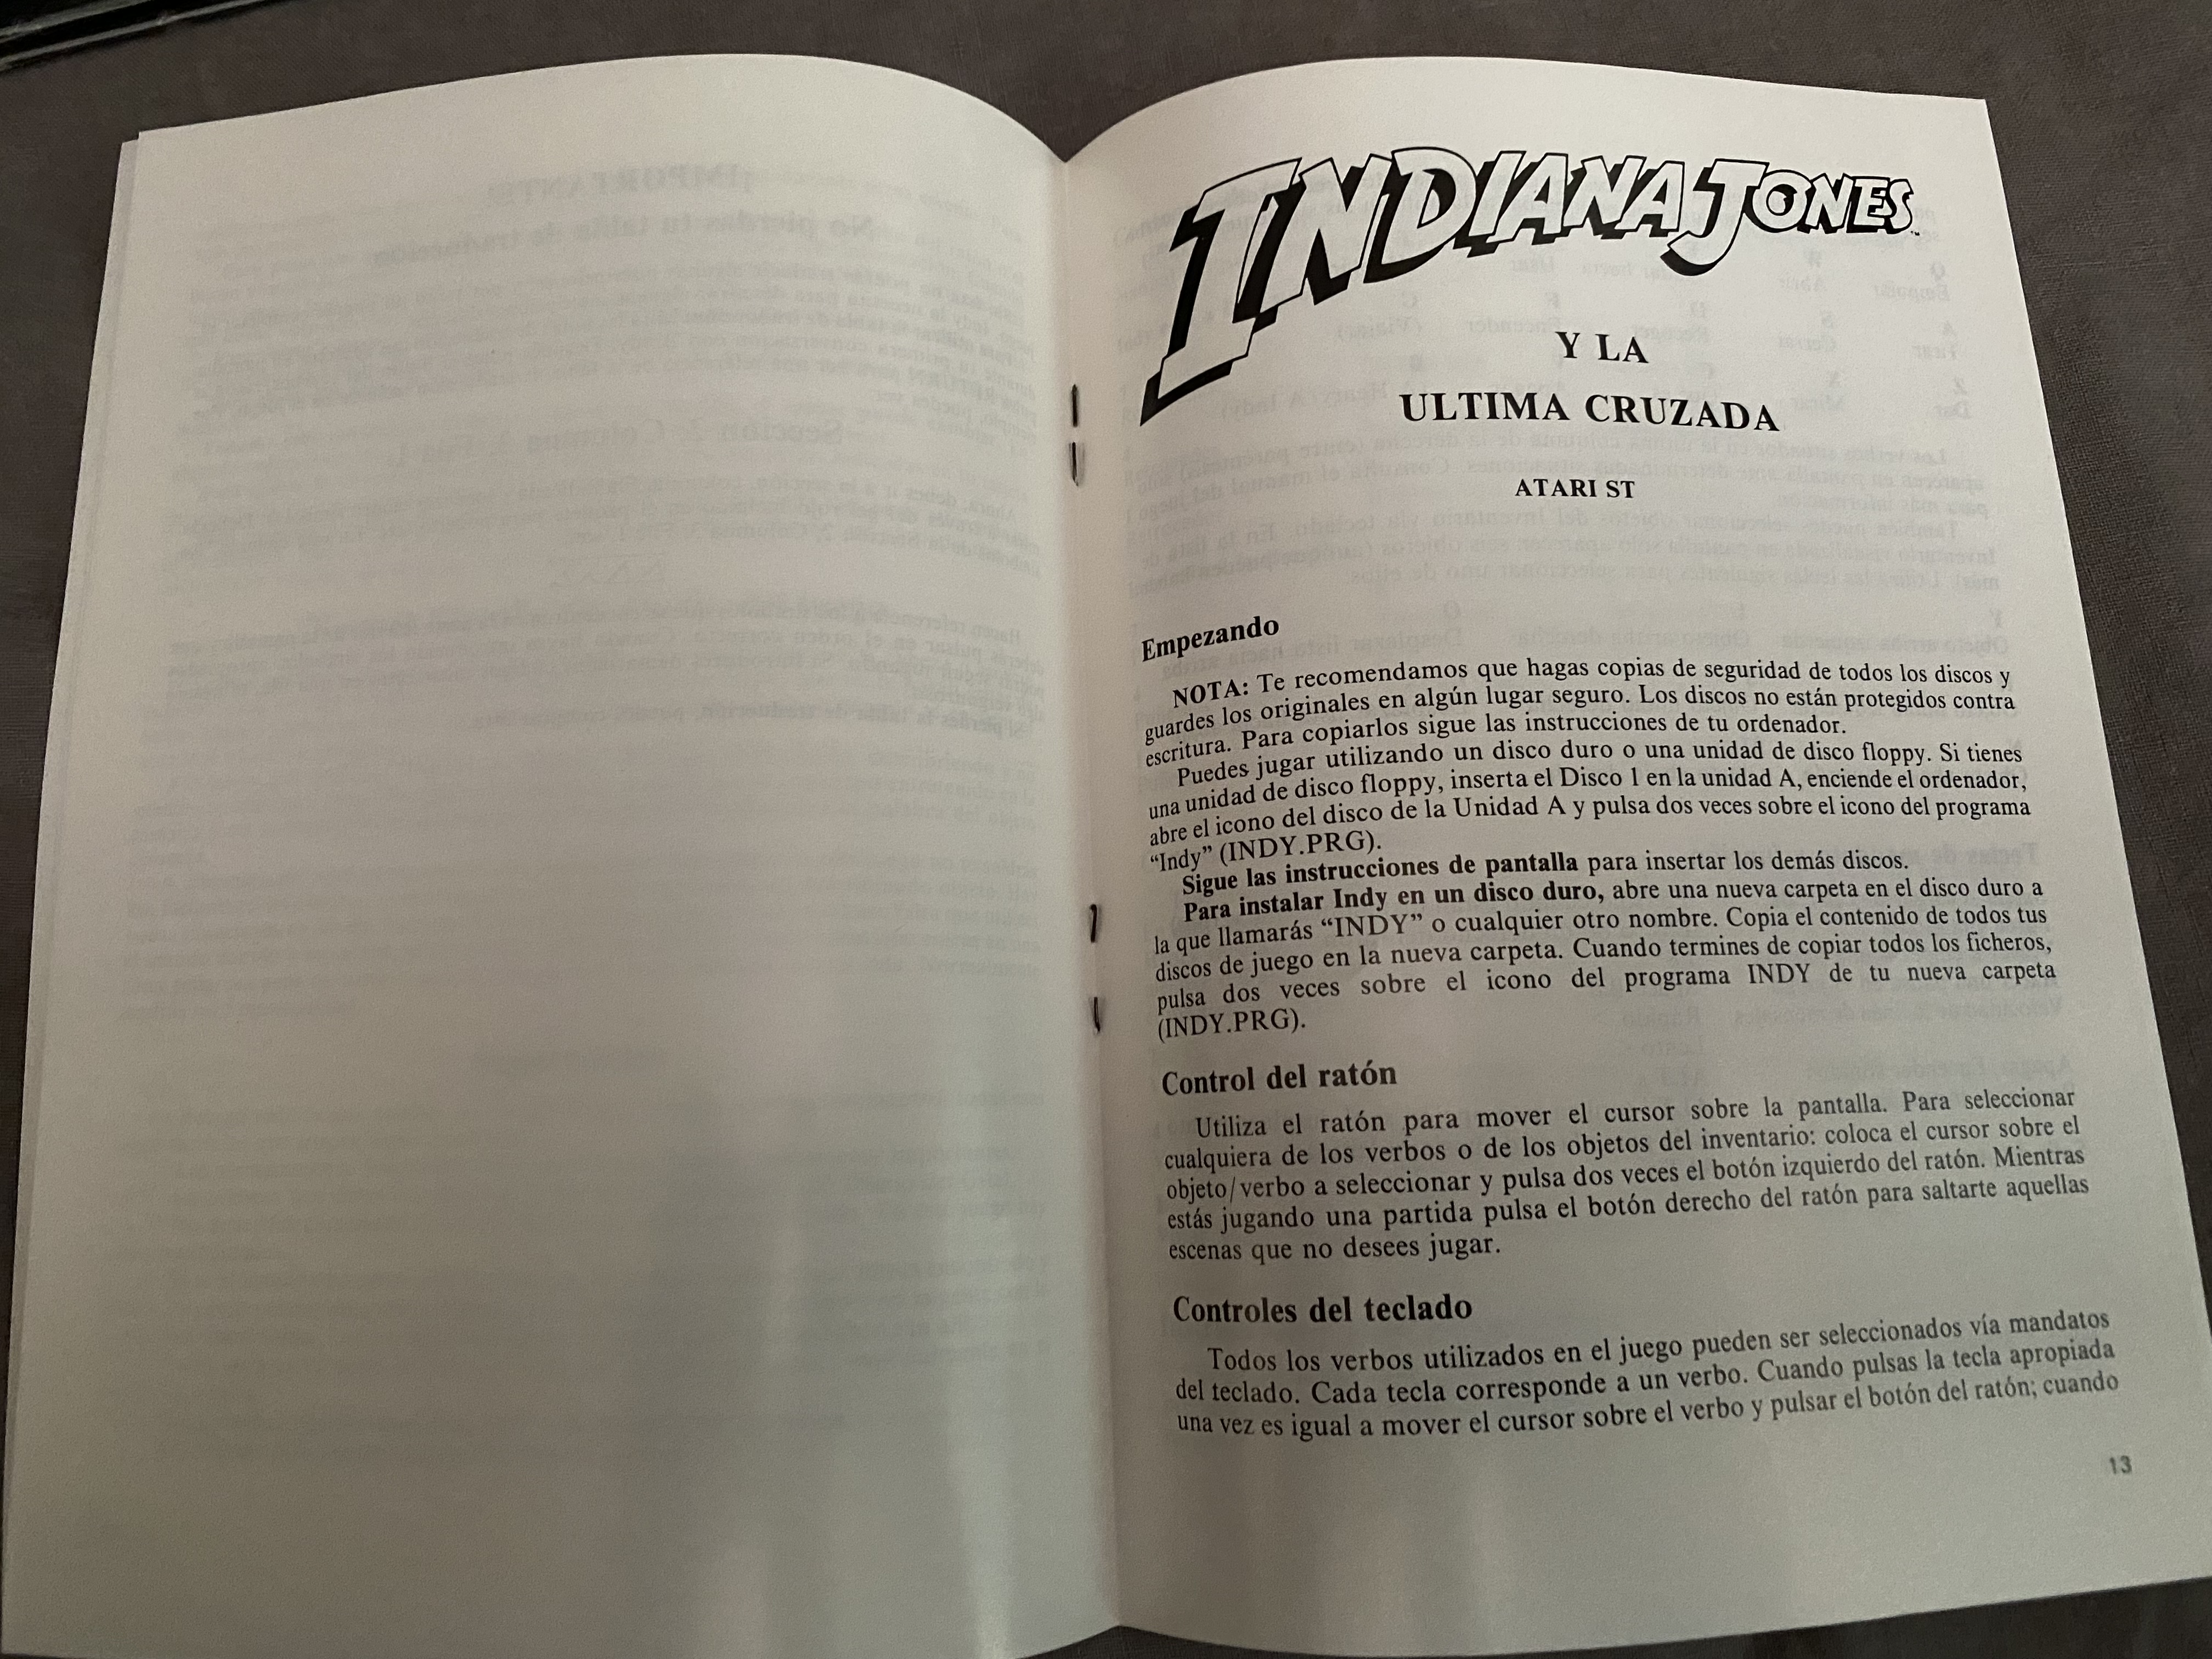 INDIANA JONES
Y LA
ULTIMA CRUZADA
ATARI ST
Empezando
NOTA: Te recomendamos que hagas copias de seguridad de todos los discos y
guardes los originales en algún lugar seguro. Los discos no están protegidos contra
escritura. Para copiarlos sigue las instrucciones de tu ordenador.
Puedes jugar utilizando un disco duro o una unidad de disco floppy. Si tienes
una unidad de disco floppy, inserta el Disco 1 en la unidad A, enciende el ordenador,
abre el icono del disco de la Unidad A y pulsa dos veces sobre el icono del programa
“Indy” (INDY.PRG).
Sigue las instrucciones de pantalla para insertar los demás discos.
Para instalar Indy en un disco duro, abre una nueva carpeta en el disco duro a
la que llamarás “INDY” o cualquier otro nombre. Copia el contenido de todos tus
discos de juego en la nueva carpeta. Cuando termines de copiar todos los ficheros,
pulsa dos veces sobre el icono del programa INDY de tu nueva carpeta
(INDY.PRG).
Control del ratón
Utiliza el ratón para mover el cursor sobre la pantalla. Para seleccionar
cualquiera de los verbos o de los objetos del inventario: coloca el cursor sobre el
objeto/verbo a seleccionar y pulsa dos veces el botón izquierdo del ratón. Mientras
estás jugando una partida pulsa el botón derecho del ratón para saltarte aquellas
escenas que no desees jugar.
Controles del teclado
Todos los verbos utilizados en el juego pueden ser seleccionados vía mandatos
del teclado. Cada tecla corresponde a un verbo. Cuando pulsas la tecla apropiada
una vez es igual a mover el cursor sobre el verbo y pulsar el botón del ratón; cuando
13